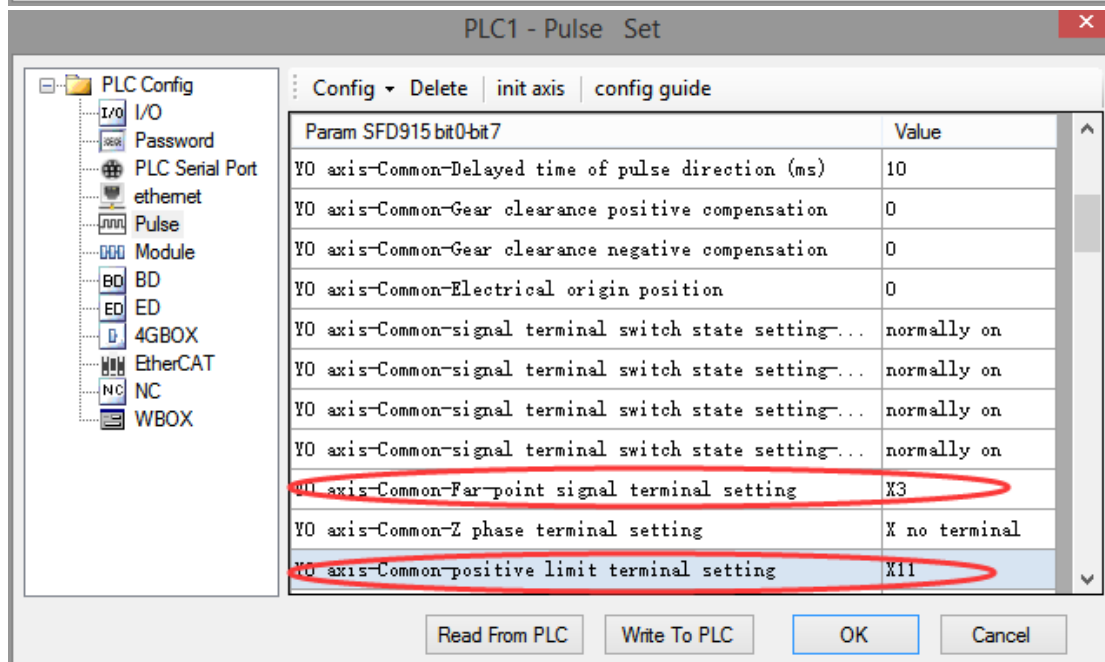 PLC1 - Pulse Set
PLC Config
I/O I/O
Password
PLC Serial Port
ethernet
Pulse
Module
BD BD
ED ED
4GBOX
EtherCAT
NC NC
WBOX
Config Delete init axis config guide
Param SFD915 bit0-bit7 Value
Y0 axis-Common-Delayed time of pulse direction (ms) 10
Y0 axis-Common-Gear clearance positive compensation 0
Y0 axis-Common-Gear clearance negative compensation 0
Y0 axis-Common-Electrical origin position 0
Y0 axis-Common-signal terminal switch state setting-... normally on
Y0 axis-Common-signal terminal switch state setting-... normally on
Y0 axis-Common-signal terminal switch state setting-... normally on
Y0 axis-Common-signal terminal switch state setting-... normally on
Y0 axis-Common-Far-point signal terminal setting X3
Y0 axis-Common-Z phase terminal setting X no terminal
Y0 axis-Common-positive limit terminal setting X11
Read From PLC Write To PLC OK Cancel